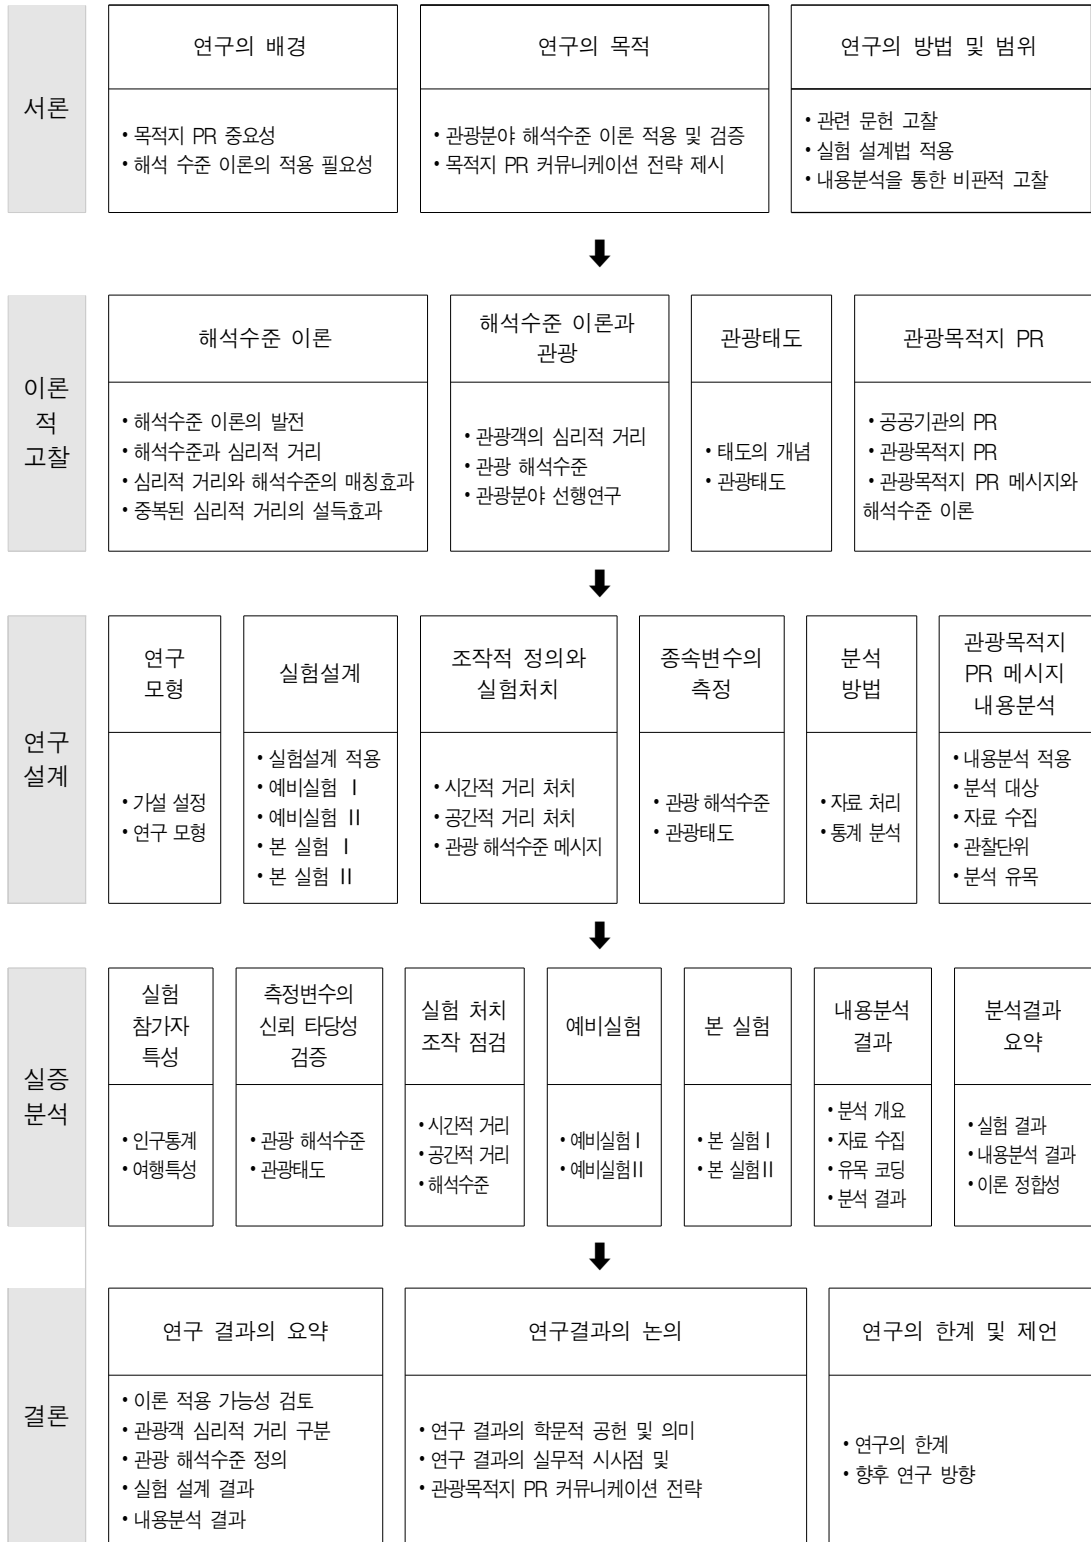 서론
연구의 배경
• 목적지 PR 중요성
• 해석 수준 이론의 적용 필요성
연구의 목적
• 관광분야 해석수준 이론 적용 및 검증
• 목적지 PR 커뮤니케이션 전략 제시
연구의 방법 및 범위
• 관련 문헌 고찰
• 실험 설계법 적용
• 내용분석을 통한 비판적 고찰
이론
적
고찰
해석수준 이론
• 해석수준 이론의 발전
• 해석수준과 심리적 거리
• 심리적 거리와 해석수준의 매칭효과
• 중복된 심리적 거리의 설득효과
해석수준 이론과
관광
• 관광객의 심리적 거리
• 관광 해석수준
• 관광분야 선행연구
관광태도
• 태도의 개념
• 관광태도
관광목적지 PR
• 공공기관의 PR
• 관광목적지 PR
• 관광목적지 PR 메시지와
해석수준 이론
연구
설계
연구
모형
• 가설 설정
• 연구 모형
실험설계
• 실험설계 적용
• 예비실험 Ⅰ
• 예비실험 Ⅱ
• 본 실험 Ⅰ
• 본 실험 Ⅱ
조작적 정의와
실험처치
• 시간적 거리 처치
• 공간적 거리 처치
• 관광 해석수준 메시지
종속변수의
측정
• 관광 해석수준
• 관광태도
분석
방법
• 자료 처리
• 통계 분석
관광목적지
PR 메시지
내용분석
• 내용분석 적용
• 분석 대상
• 자료 수집
• 관찰단위
• 분석 유목
실증
분석
실험
참가자
특성
• 인구통계
• 여행특성
측정변수의
신뢰 타당성
검증
• 관광 해석수준
• 관광태도
실험 처치
조작 점검
• 시간적 거리
• 공간적 거리
• 해석수준
예비실험
• 예비실험Ⅰ
• 예비실험Ⅱ
본 실험
• 본 실험Ⅰ
• 본 실험Ⅱ
내용분석
결과
• 분석 개요
• 자료 수집
• 유목 코딩
• 분석 결과
분석결과
요약
• 실험 결과
• 내용분석 결과
• 이론 정합성
결론
연구 결과의 요약
• 이론 적용 가능성 검토
• 관광객 심리적 거리 구분
• 관광 해석수준 정의
• 실험 설계 결과
• 내용분석 결과
연구결과의 논의
• 연구 결과의 학문적 공헌 및 의미
• 연구 결과의 실무적 시사점 및
• 관광목적지 PR 커뮤니케이션 전략
연구의 한계 및 제언
• 연구의 한계
• 향후 연구 방향